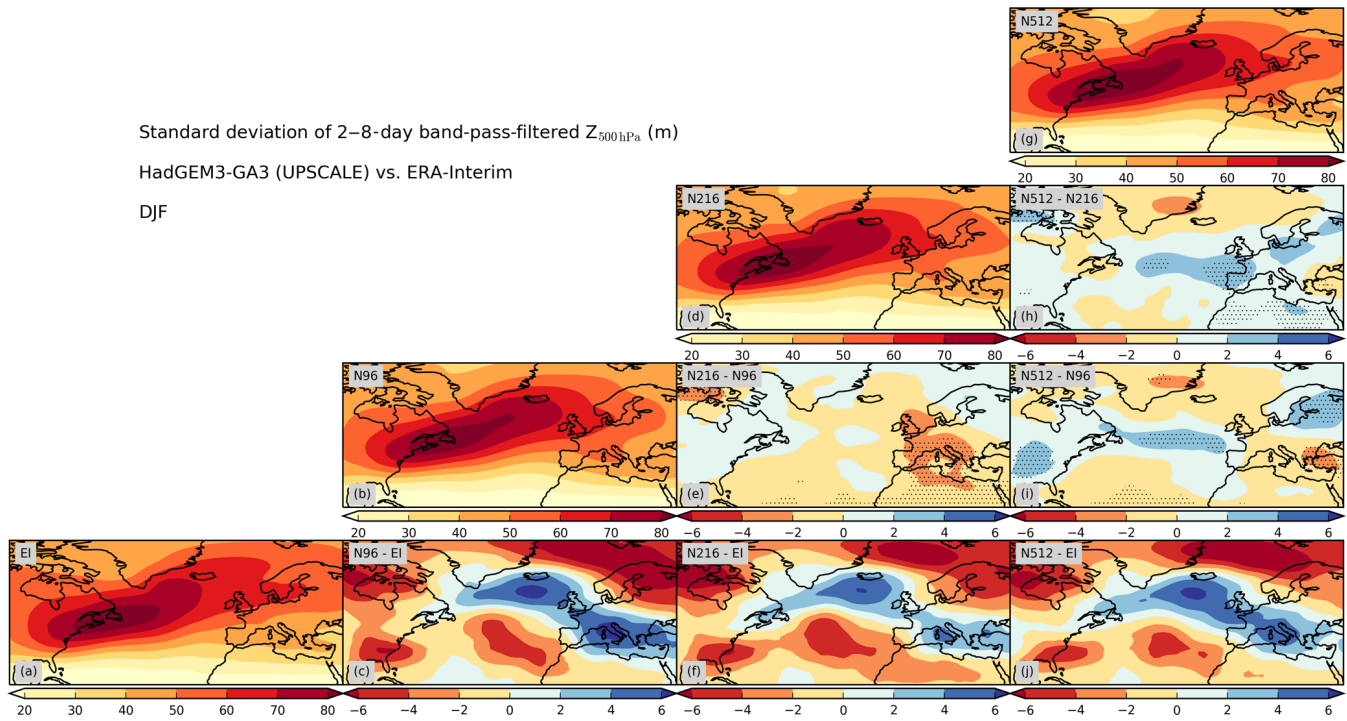 N512
(g)
20 30 40 50 60 70 80
Standard deviation of 2−8-day band-pass-filtered Z500 hPa (m)
HadGEM3-GA3 (UPSCALE) vs. ERA-Interim
DJF
N216
(d)
20 30 40 50 60 70 80
N512 - N216
(h)
−6 −4 −2 0 2 4 6
N96
(b)
20 30 40 50 60 70 80
N216 - N96
(e)
−6 −4 −2 0 2 4 6
N512 - N96
(i)
−6 −4 −2 0 2 4 6
EI
(a)
20 30 40 50 60 70 80
N96 - EI
(c)
−6 −4 −2 0 2 4 6
N216 - EI
(f)
−6 −4 −2 0 2 4 6
N512 - EI
(j)
−6 −4 −2 0 2 4 6